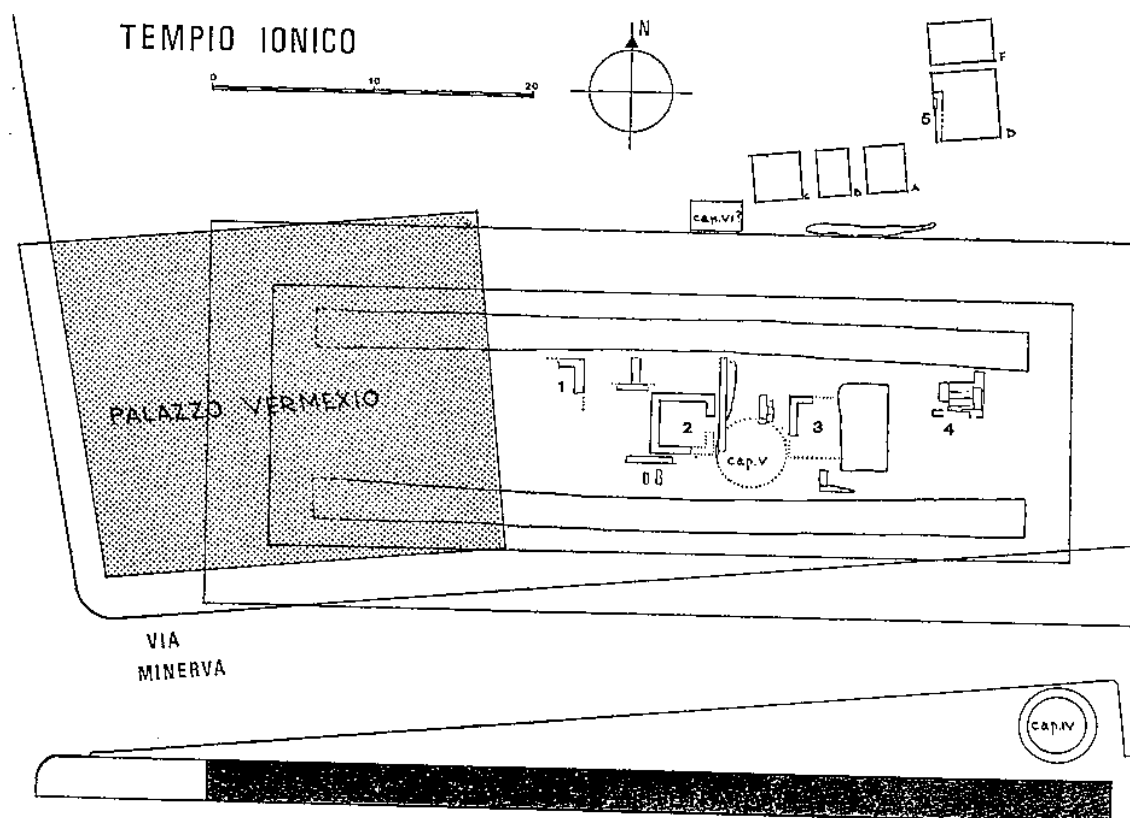 TEMPIO IONICO
N
0 10 20
F
5
D
C B A
cap.VI?
1
PALAZZO VERMEXIO
2
3
4
cap.V
VIA
MINERVA
cap.IV